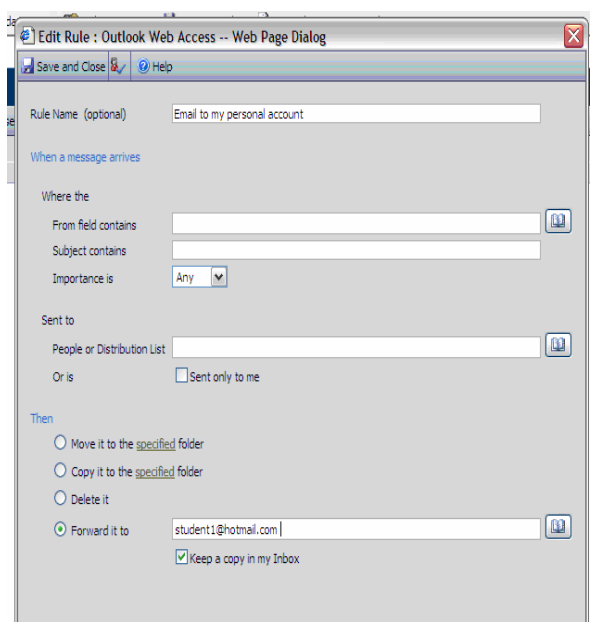 Edit Rule : Outlook Web Access -- Web Page Dialog
Save and Close Help
Rule Name (optional) Email to my personal account
When a message arrives
Where the
From field contains
Subject contains
Importance is Any
Sent to
People or Distribution List
Or is Sent only to me
Then
Move it to the specified folder
Copy it to the specified folder
Delete it
Forward it to student1@hotmail.com
Keep a copy in my Inbox